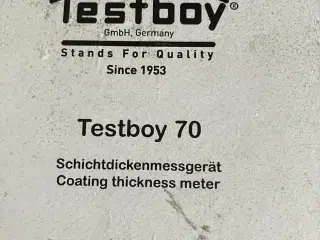 Testboy®
GmbH, Germany
Stands For Quality
Since 1953
Testboy 70
Schichtdickenmessgerät
Coating thickness meter